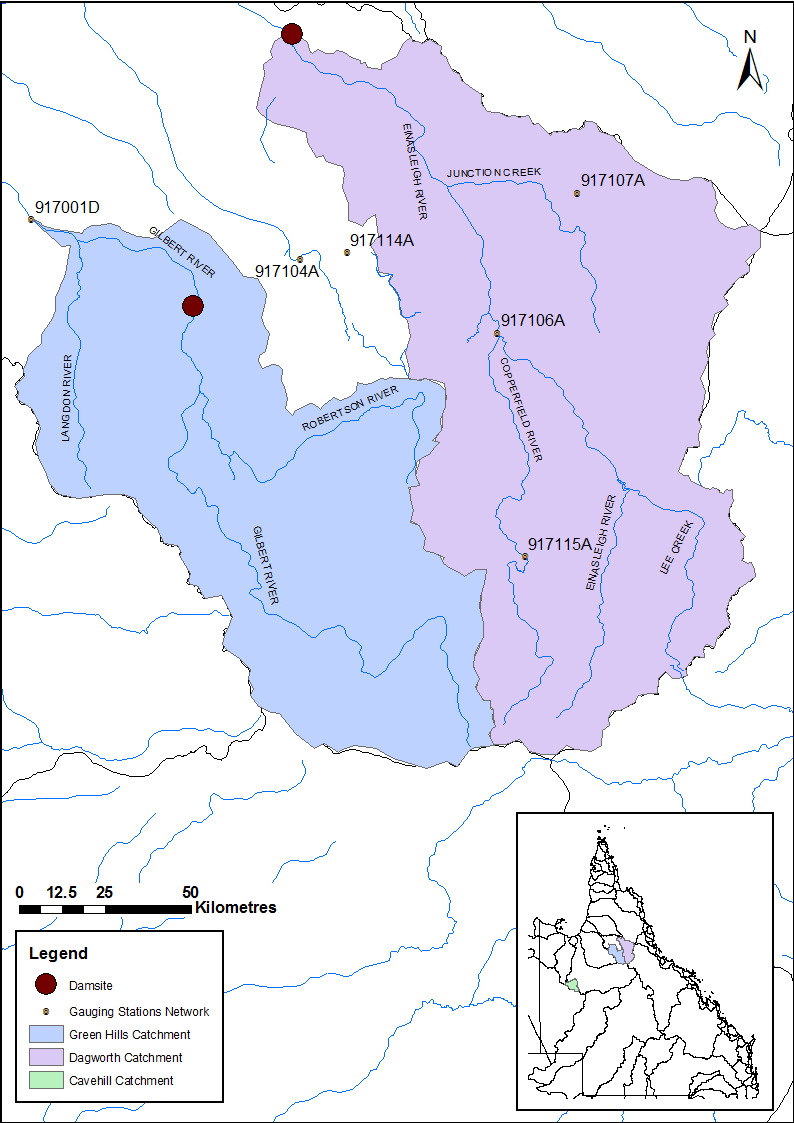 N
EINASLEIGH RIVER
JUNCTION CREEK
917107A
917001D
GILBERT RIVER
917114A
917104A
917106A
LANGDON RIVER
ROBERTSON RIVER
COPPERFIELD RIVER
GILBERT RIVER
917115A
EINASLEIGH RIVER
LEE CREEK
0 12.5 25 50
Kilometres
Legend
Damsite
Gauging Stations Network
Green Hills Catchment
Dagworth Catchment
Cavehill Catchment